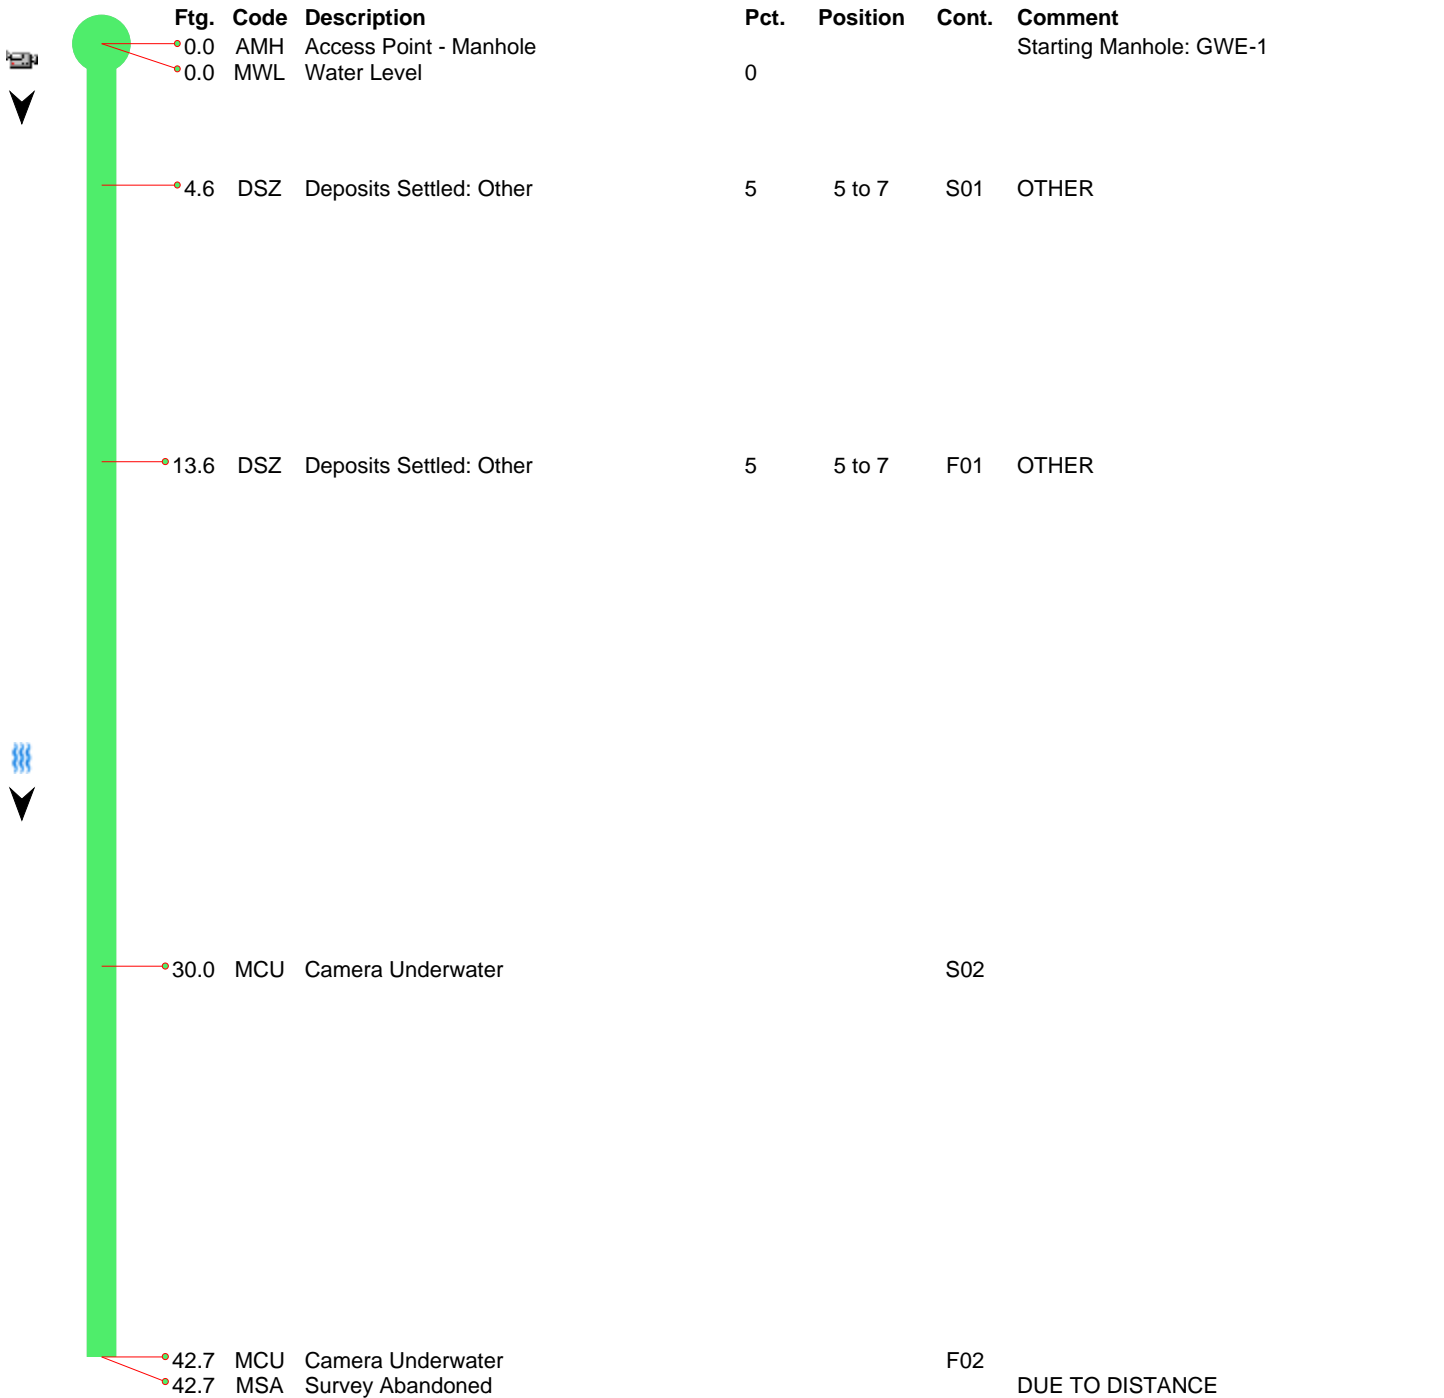 Ftg. Code Description Pct. Position Cont. Comment
0.0 AMH Access Point - Manhole Starting Manhole: GWE-1
0.0 MWL Water Level 0
4.6 DSZ Deposits Settled: Other 5 5 to 7 S01 OTHER
13.6 DSZ Deposits Settled: Other 5 5 to 7 F01 OTHER
30.0 MCU Camera Underwater S02
42.7 MCU Camera Underwater F02
42.7 MSA Survey Abandoned DUE TO DISTANCE